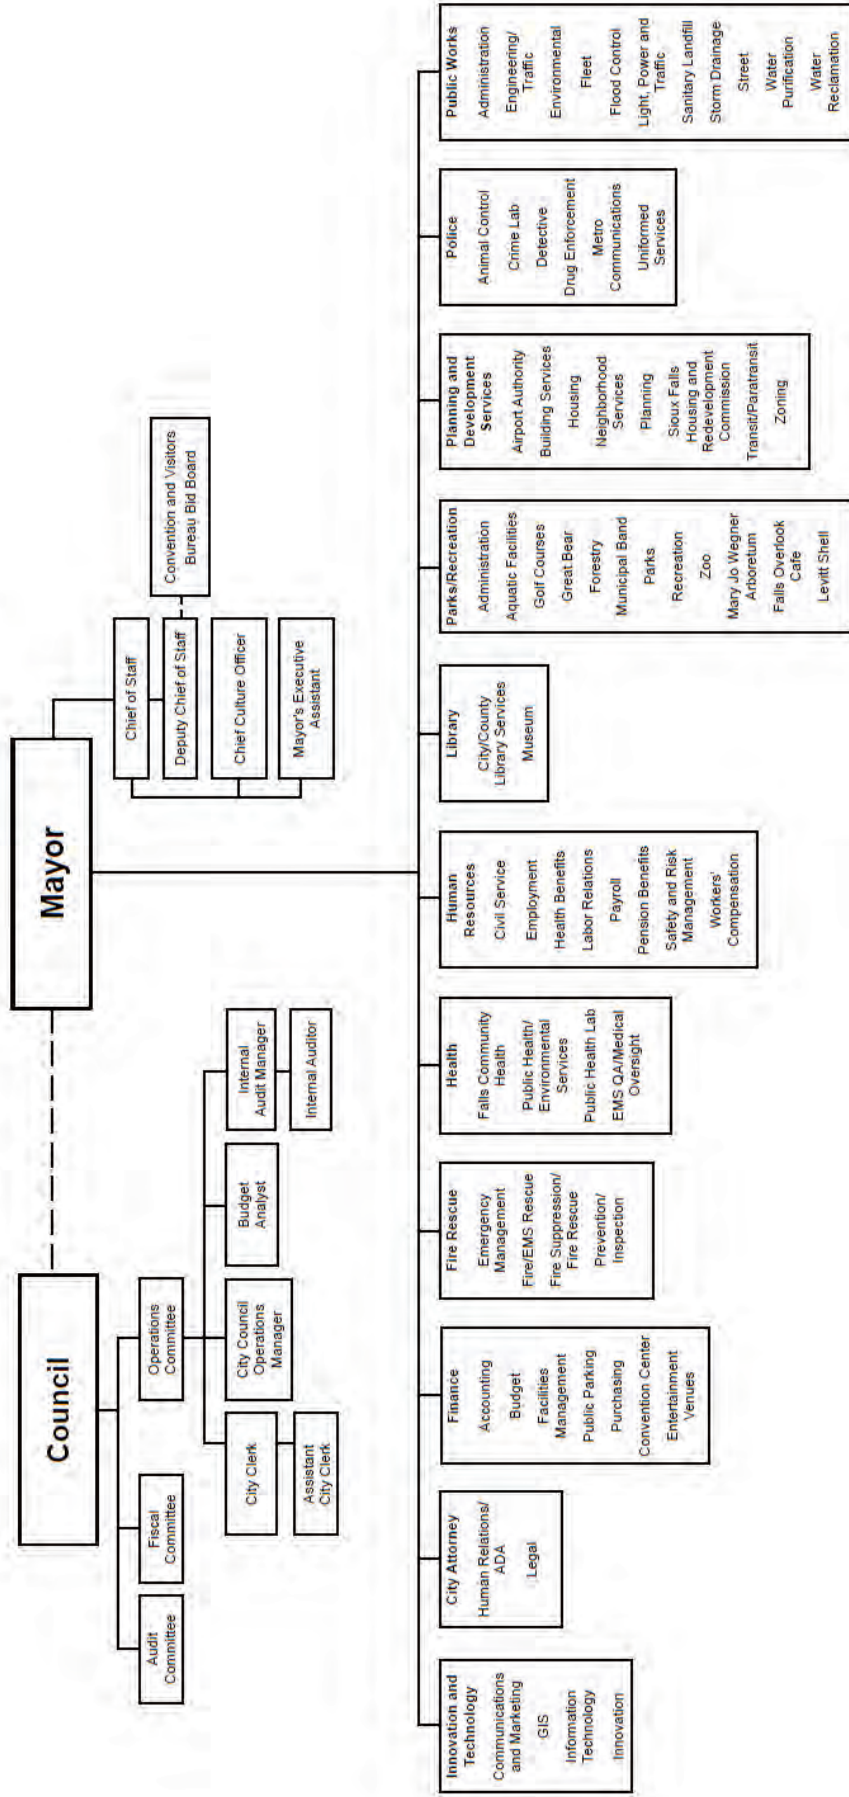 Council
Mayor
Audit
Committee
Fiscal
Committee
Operations
Committee
City Clerk
Assistant
City Clerk
City Council
Operations
Manager
Budget
Analyst
Internal
Audit Manager
Internal Auditor
Chief of Staff
Deputy Chief of Staff
Convention and Visitors
Bureau Bid Board
Chief Culture Officer
Mayor's Executive
Assistant
Innovation and
Technology
Communications
and Marketing
GIS
Information
Technology
Innovation
City Attorney
Human Relations/
ADA
Legal
Finance
Accounting
Budget
Facilities
Management
Public Parking
Purchasing
Convention Center
Entertainment
Venues
Fire Rescue
Emergency
Management
Fire/EMS Rescue
Fire Suppression/
Fire Rescue
Prevention/
Inspection
Health
Falls Community
Health
Public Health/
Environmental
Services
Public Health Lab
EMS QA/Medical
Oversight
Human
Resources
Civil Service
Employment
Health Benefits
Labor Relations
Payroll
Pension Benefits
Safety and Risk
Management
Workers'
Compensation
Library
City/County
Library Services
Museum
Parks/Recreation
Administration
Aquatic Facilities
Golf Courses
Great Bear
Forestry
Municipal Band
Parks
Recreation
Zoo
Mary Jo Wegner
Arboretum
Falls Overlook
Cafe
Levitt Shell
Planning and
Development
Services
Airport Authority
Building Services
Housing
Neighborhood
Services
Planning
Sioux Falls
Housing and
Redevelopment
Commission
Transit/Paratransit
Zoning
Police
Animal Control
Crime Lab
Detective
Drug Enforcement
Metro
Communications
Uniformed
Services
Public Works
Administration
Engineering/
Traffic
Environmental
Fleet
Flood Control
Light, Power and
Traffic
Sanitary Landfill
Storm Drainage
Street
Water
Purification
Water
Reclamation